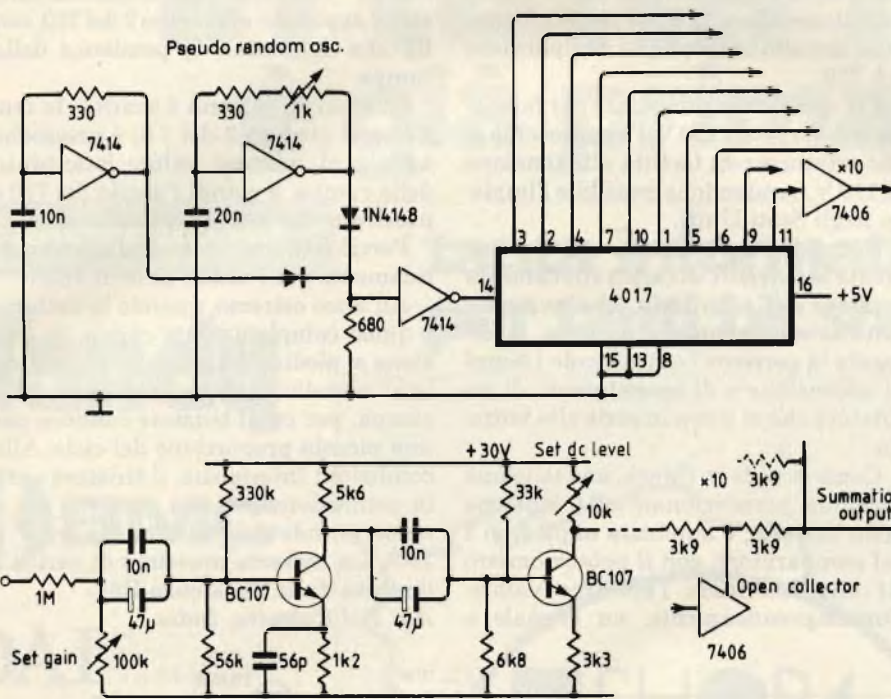 Pseudo random osc.
330
330
1k
7414
7414
10n
20n
1N4148
680
7414
3 2 4 7 10 1 5 6 9 11
×10
7406
14
4017
16
+5V
15 13 8
+30V
Set dc level
330k
5k6
33k
10k
×10
3k9
Summation
output
10n
10n
3k9
3k9
1M
47µ
BC107
47µ
BC107
Open collector
Set gain
100k
56k
56p
1k2
6k8
3k3
7406